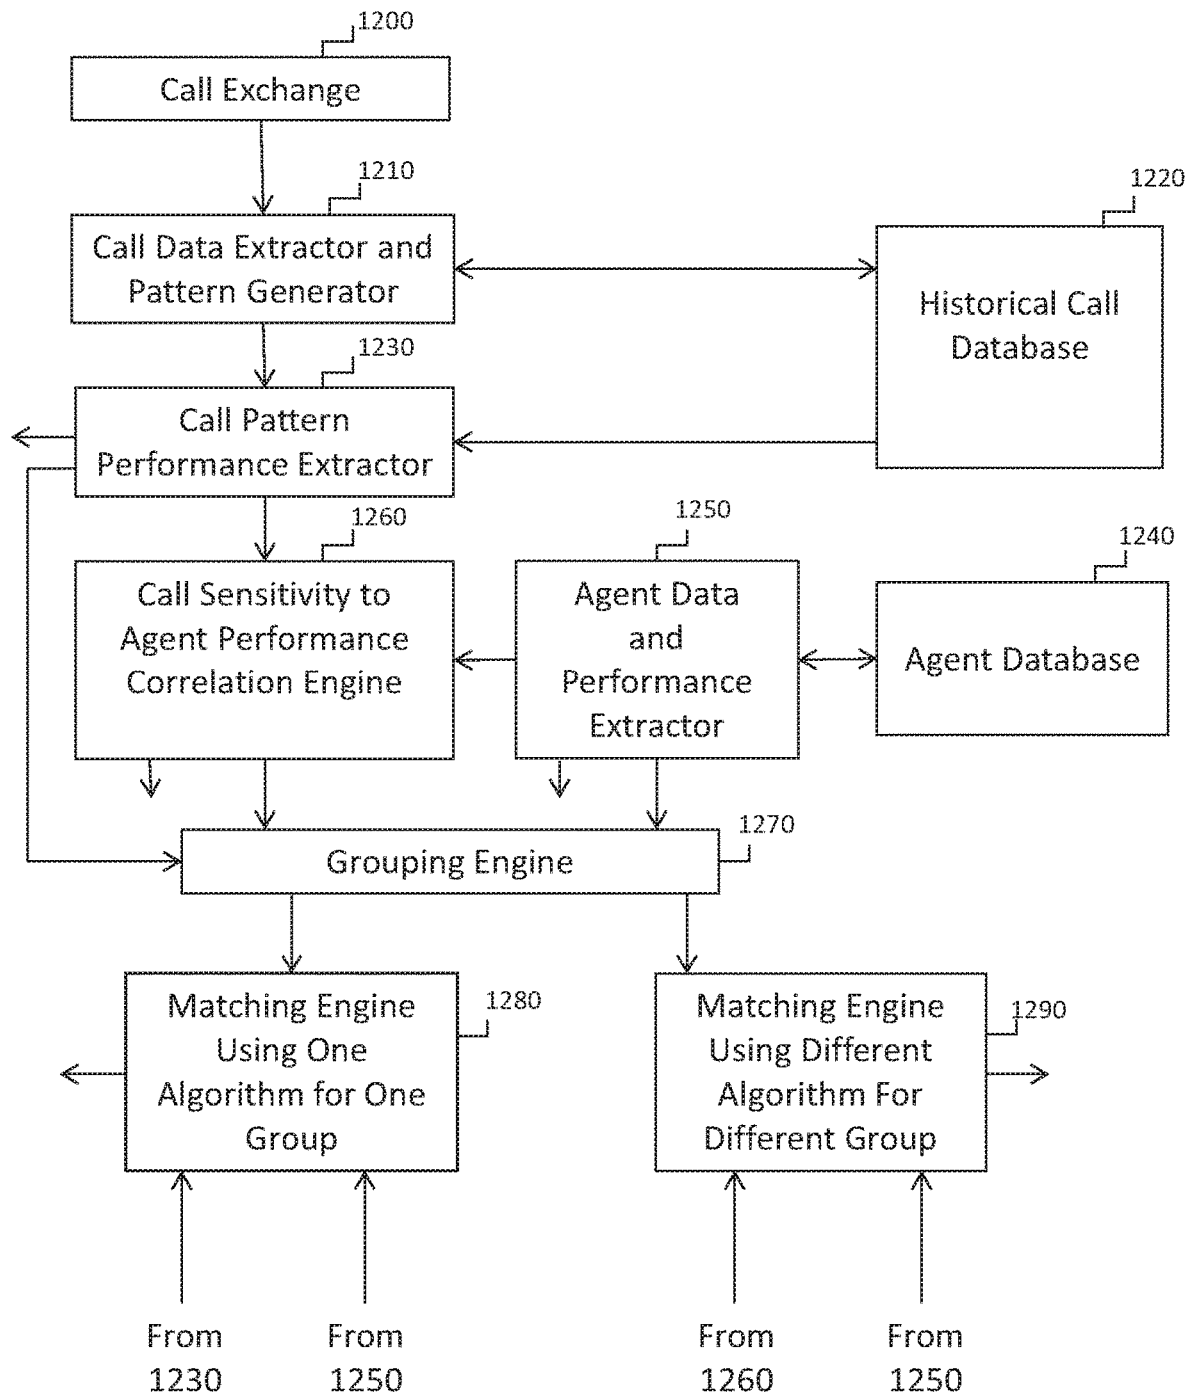 1200
Call Exchange
1210
Call Data Extractor and
Pattern Generator
1220
Historical Call
Database
1230
Call Pattern
Performance Extractor
1260
Call Sensitivity to
Agent Performance
Correlation Engine
1250
Agent Data
and
Performance
Extractor
1240
Agent Database
1270
Grouping Engine
1280
Matching Engine
Using One
Algorithm for One
Group
1290
Matching Engine
Using Different
Algorithm For
Different Group
From
1230
From
1250
From
1260
From
1250